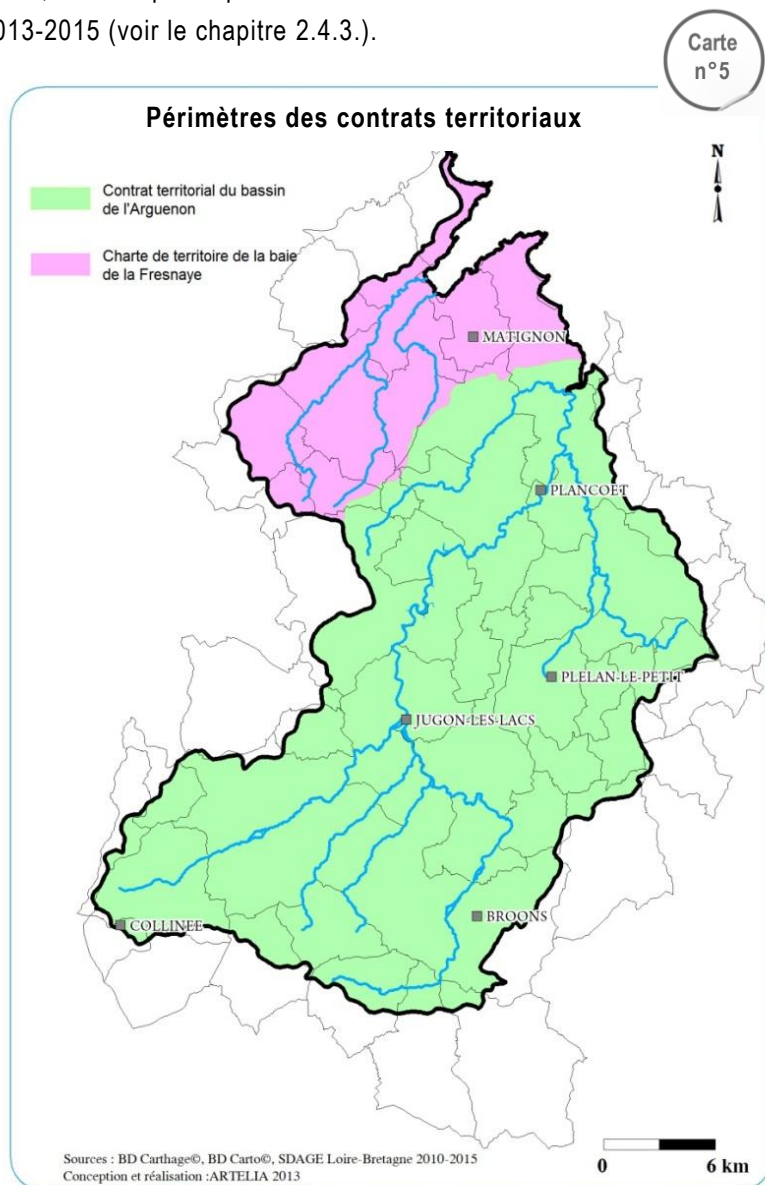 013-2015 (voir le chapitre 2.4.3.).
Carte
n°5
Périmètres des contrats territoriaux
Contrat territorial du bassin
de l'Arguenon
Charte de territoire de la baie
de la Fresnaye
N
MATIGNON
PLANCOËT
PLELAN-LE-PETIT
JUGON-LES-LACS
BROONS
COLLINEE
Sources : BD Carthage©, BD Carto©, SDAGE Loire-Bretagne 2010-2015
Conception et réalisation :ARTELIA 2013
0 6 km